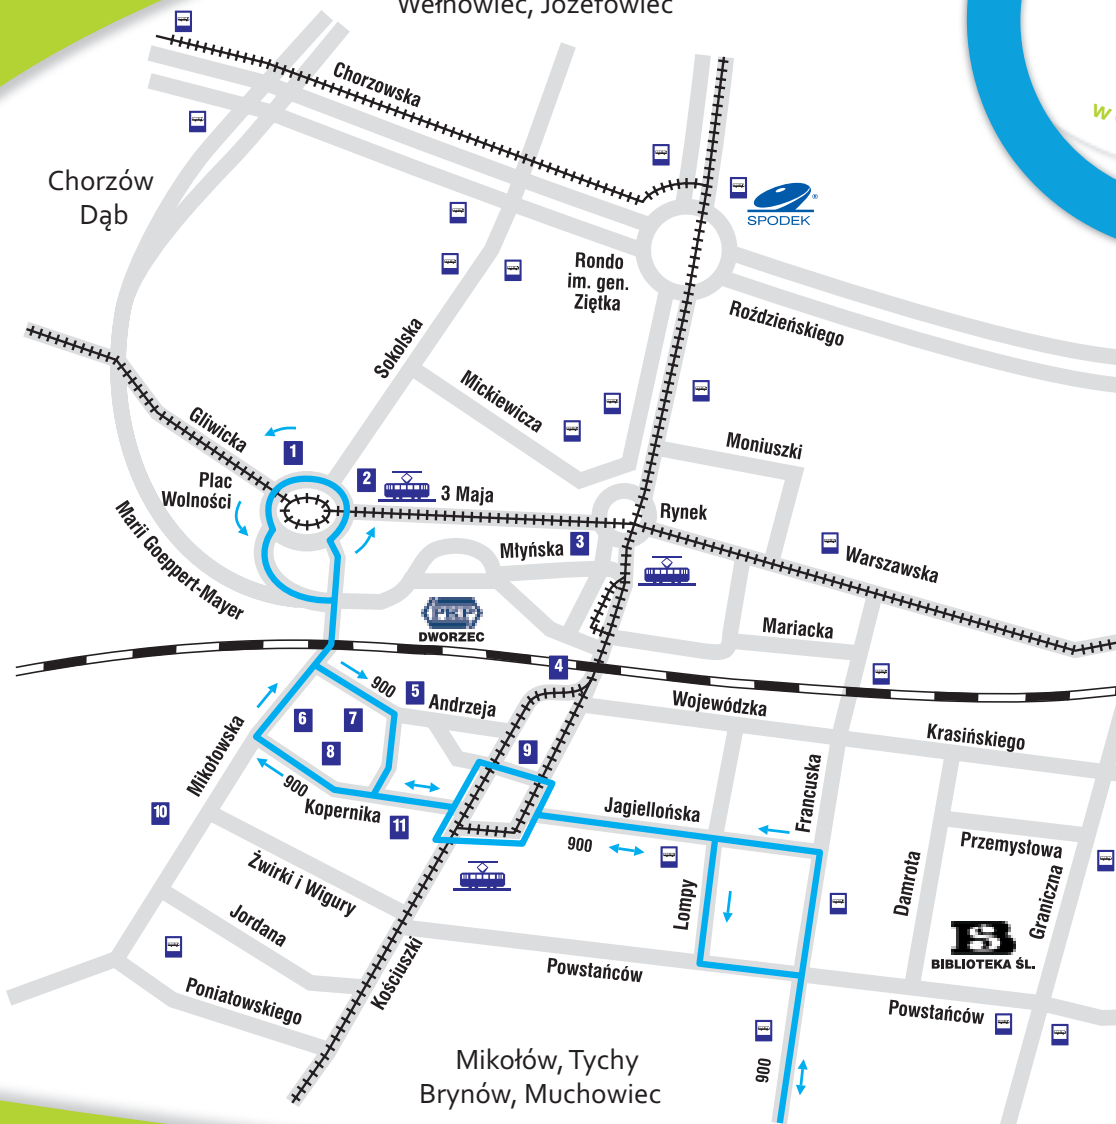 Wełnowiec, Józefowiec
Chorzowska
w
Chorzów
Dąb
SPODEK
®
Rondo
im. gen.
Ziętka
Roździeńskiego
Sokolska
Mickiewicza
Gliwicka
Moniuszki
1
Plac
Wolności
2
3 Maja
Rynek
Marii Goeppert-Mayer
Młyńska
3
Warszawska
PKP
DWORZEC
Mariacka
4
900
5
Andrzeja
Wojewódzka
6
7
8
9
Krasińskiego
Mikołowska
900
Kopernika
10
11
Jagiellońska
900
Francuska
Przemysłowa
Żwirki i Wigury
Lompy
Damrota
Graniczna
Jordana
BŚ
BIBLIOTEKA ŚL.
Kościuszki
Powstańców
Poniatowskiego
Powstańców
900
Mikołów, Tychy
Brynów, Muchowiec